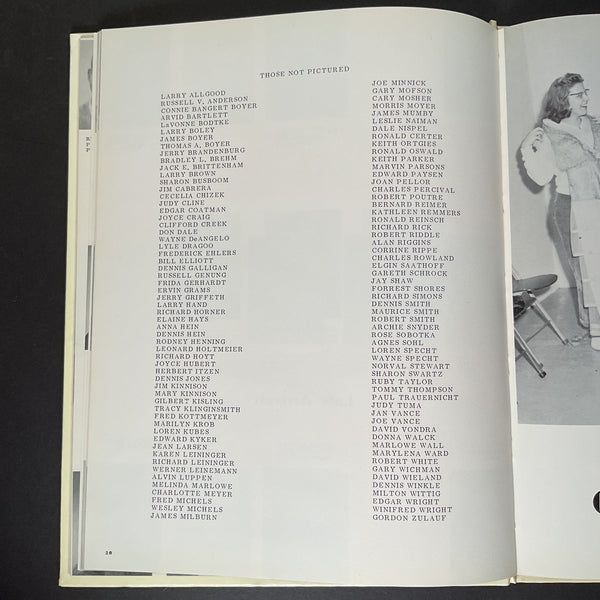 THOSE NOT PICTURED
LARRY ALLGOOD
RUSSELL V. ANDERSON
CONNIE BANGERT BOYER
ARVID BARTLETT
LaVONNE BODTKE
LARRY BOLEY
JAMES BOYER
THOMAS A. BOYER
JERRY BRANDENBURG
BRADLEY L. BREHM
JACK E. BRITTENHAM
LARRY BROWN
SHARON BUSBOOM
JIM CABRERA
CECELIA CHIZEK
JUDY CLINE
EDGAR COATMAN
JOYCE CRAIG
CLIFFORD CREEK
DON DALE
WAYNE DeANGELO
LYLE DRAGOO
FREDERICK EHLERS
BILL ELLIOTT
DENNIS GALLIGAN
RUSSELL GENUNG
FRIDA GERHARDT
ERVIN GRAMS
JERRY GRIFFETH
LARRY HAND
RICHARD HORNER
ELAINE HAYS
ANNA HEIN
DENNIS HEIN
RODNEY HENNING
LEONARD HOLTMEIER
RICHARD HOYT
JOYCE HUBERT
HERBERT ITZEN
DENNIS JONES
JIM KINNISON
MARY KINNISON
GILBERT KISLING
TRACY KLINGINSMITH
FRED KOTTMEYER
MARILYN KROB
LOREN KUBES
EDWARD KYKER
JEAN LARSEN
KAREN LEININGER
RICHARD LEININGER
WERNER LEINEMANN
ALVIN LUPPEN
MELINDA MARLOWE
CHARLOTTE MEYER
FRED MICHELS
WESLEY MICHELS
JAMES MILBURN
JOE MINNICK
GARY MOFSON
CARY MOSHER
MORRIS MOYER
JAMES MUMBY
LESLIE NAIMAN
DALE NISPEL
RONALD CERTER
KEITH ORTGIES
RONALD OSWALD
KEITH PARKER
MARVIN PARSONS
EDWARD PAYSEN
JOAN PELLOR
CHARLES PERCIVAL
ROBERT POUTRE
BERNARD REIMER
KATHLEEN REMMERS
RONALD REINSCH
RICHARD RICK
ROBERT RIDDLE
ALAN RIGGINS
CORRINE RIPPE
CHARLES ROWLAND
ELGIN SAATHOFF
GARETH SCHROCK
JAY SHAW
FORREST SHORES
RICHARD SIMONS
DENNIS SMITH
MAURICE SMITH
ROBERT SMITH
ARCHIE SNYDER
ROSE SOBOTKA
AGNES SOHL
LOREN SPECHT
WAYNE SPECHT
NORVAL STEWART
SHARON SWARTZ
RUBY TAYLOR
TOMMY THOMPSON
PAUL TRAUERNICHT
JUDY TUMA
JAN VANCE
JOE VANCE
DAVID VONDRA
DONNA WALCK
MARLOWE WALL
MARYLENA WARD
ROBERT WHITE
GARY WICHMAN
DAVID WIELAND
DENNIS WINKLE
MILTON WITTIG
EDGAR WRIGHT
WINIFRED WRIGHT
GORDON ZULAUF